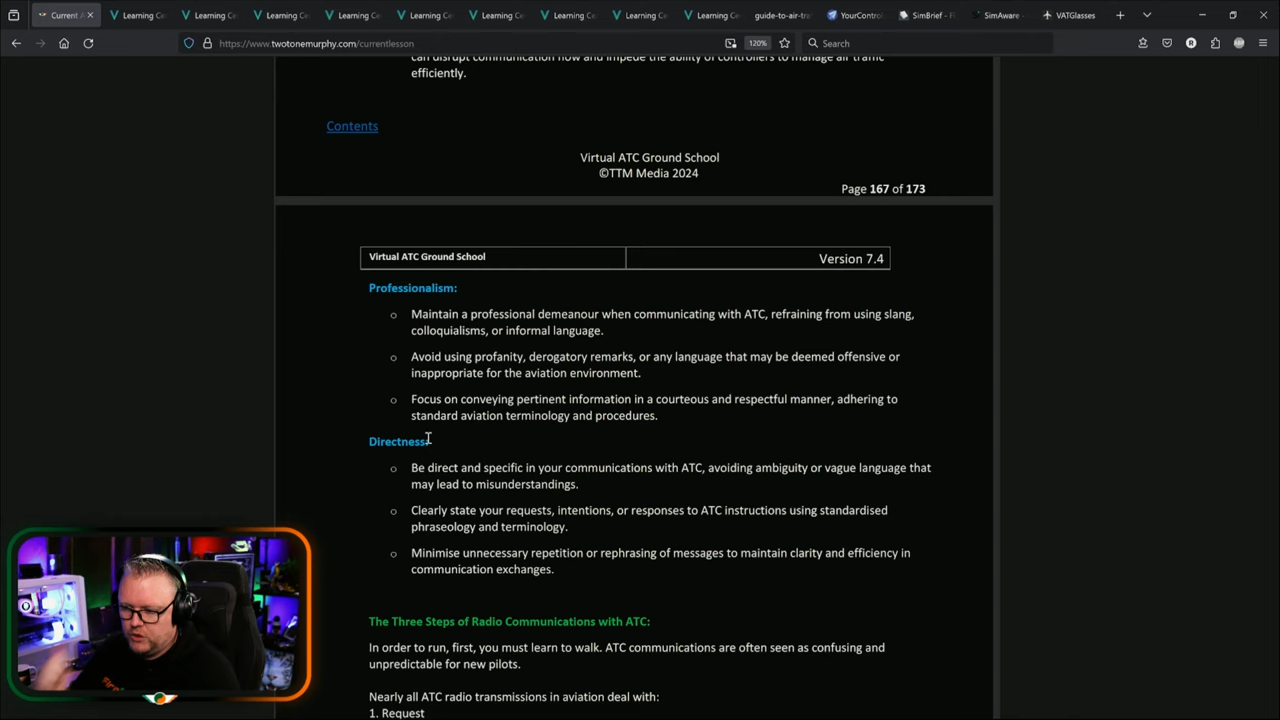 Current A
Learning Ce
Learning Ce
Learning Ce
Learning Ce
Learning Ce
Learning Ce
Learning Ce
Learning Ce
Learning Ce
guide-to-air-tra
YourControl
SimBrief - Fl
SimAware -
VATGlasses
https://www.twotonemurphy.com/currentlesson
120%
Search
can disrupt communication flow and impede the ability of controllers to manage air traffic
efficiently.
Contents
Virtual ATC Ground School
©TTM Media 2024
Page 167 of 173
Virtual ATC Ground School
Version 7.4
Professionalism:
o Maintain a professional demeanour when communicating with ATC, refraining from using slang,
colloquialisms, or informal language.
o Avoid using profanity, derogatory remarks, or any language that may be deemed offensive or
inappropriate for the aviation environment.
o Focus on conveying pertinent information in a courteous and respectful manner, adhering to
standard aviation terminology and procedures.
Directness:
o Be direct and specific in your communications with ATC, avoiding ambiguity or vague language that
may lead to misunderstandings.
o Clearly state your requests, intentions, or responses to ATC instructions using standardised
phraseology and terminology.
o Minimise unnecessary repetition or rephrasing of messages to maintain clarity and efficiency in
communication exchanges.
The Three Steps of Radio Communications with ATC:
In order to run, first, you must learn to walk. ATC communications are often seen as confusing and
unpredictable for new pilots.
Nearly all ATC radio transmissions in aviation deal with:
1. Request